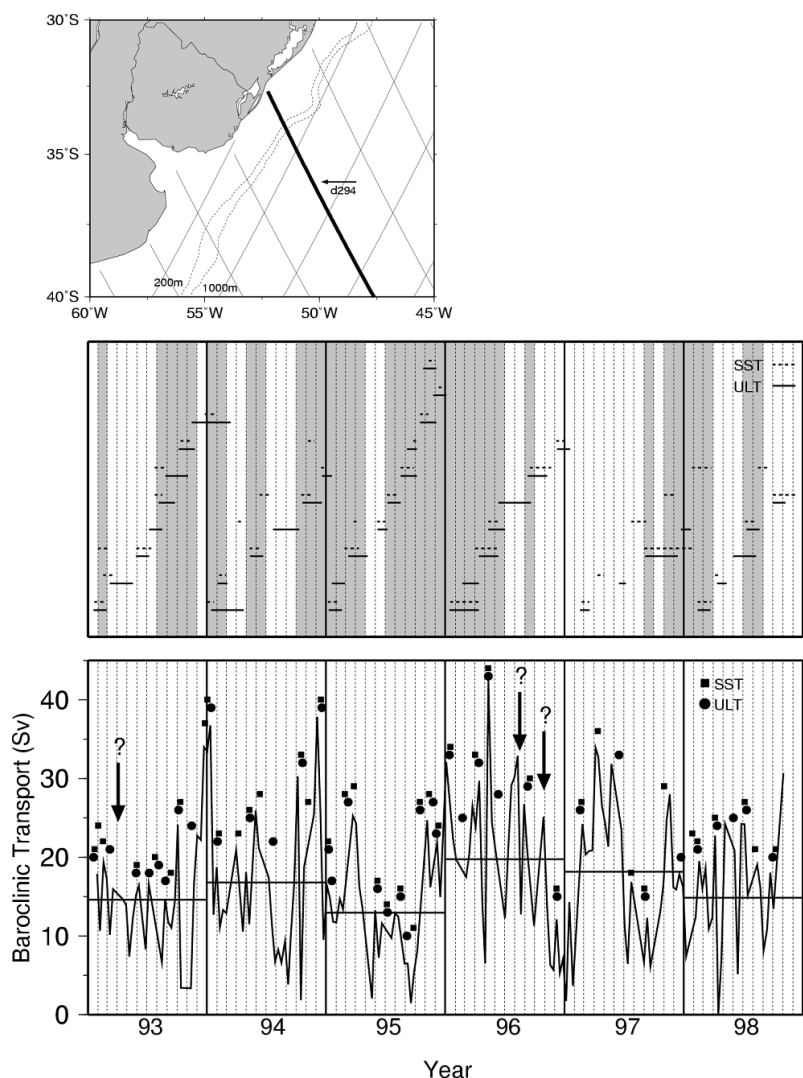 30˚S
35˚S
40˚S
d294
200m
1000m
60˚W
55˚W
50˚W
45˚W
SST
ULT
Baroclinic Transport (Sv)
40
30
20
10
0
?
?
?
SST
ULT
93
94
95
96
97
98
Year